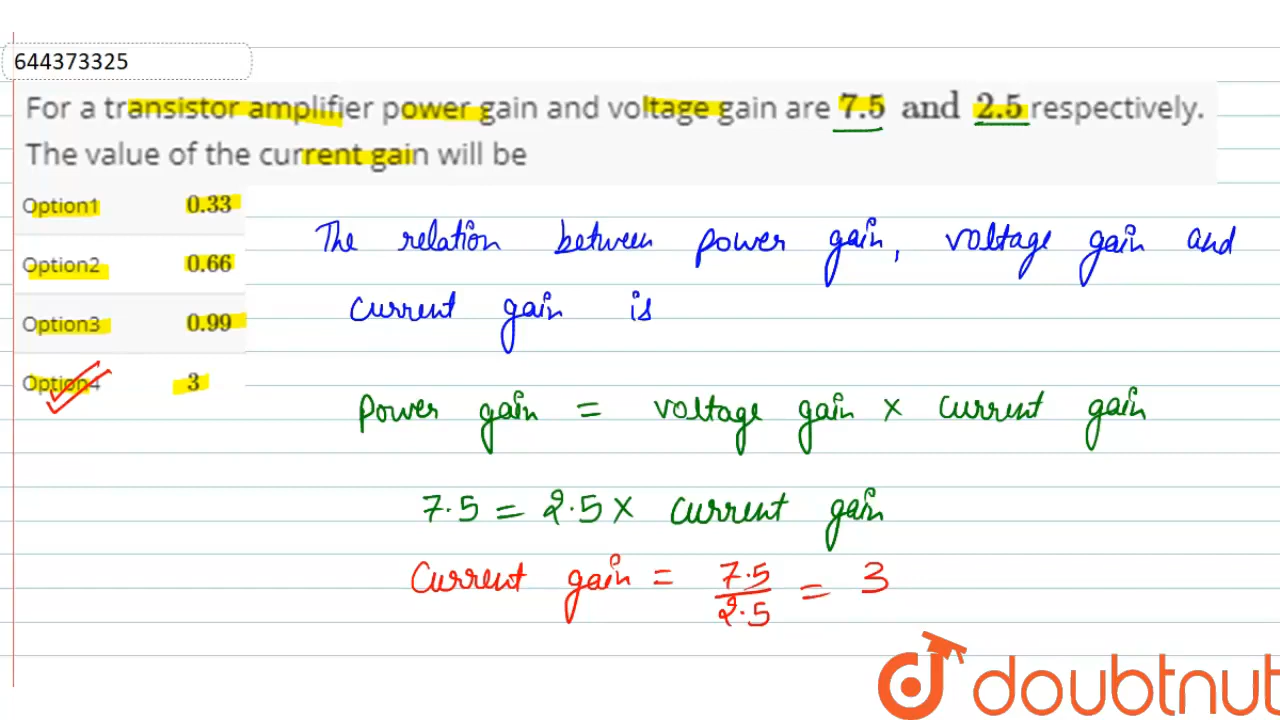 644373325
For a transistor amplifier power gain and voltage gain are 7.5 and 2.5 respectively.
The value of the current gain will be
Option1 0.33
Option2 0.66
Option3 0.99
Option4 3
The relation between power gain, voltage gain and
current gain is
Power gain = voltage gain × current gain
7.5 = 2.5 × current gain
Current gain = 7.5/2.5 = 3
doubtnut